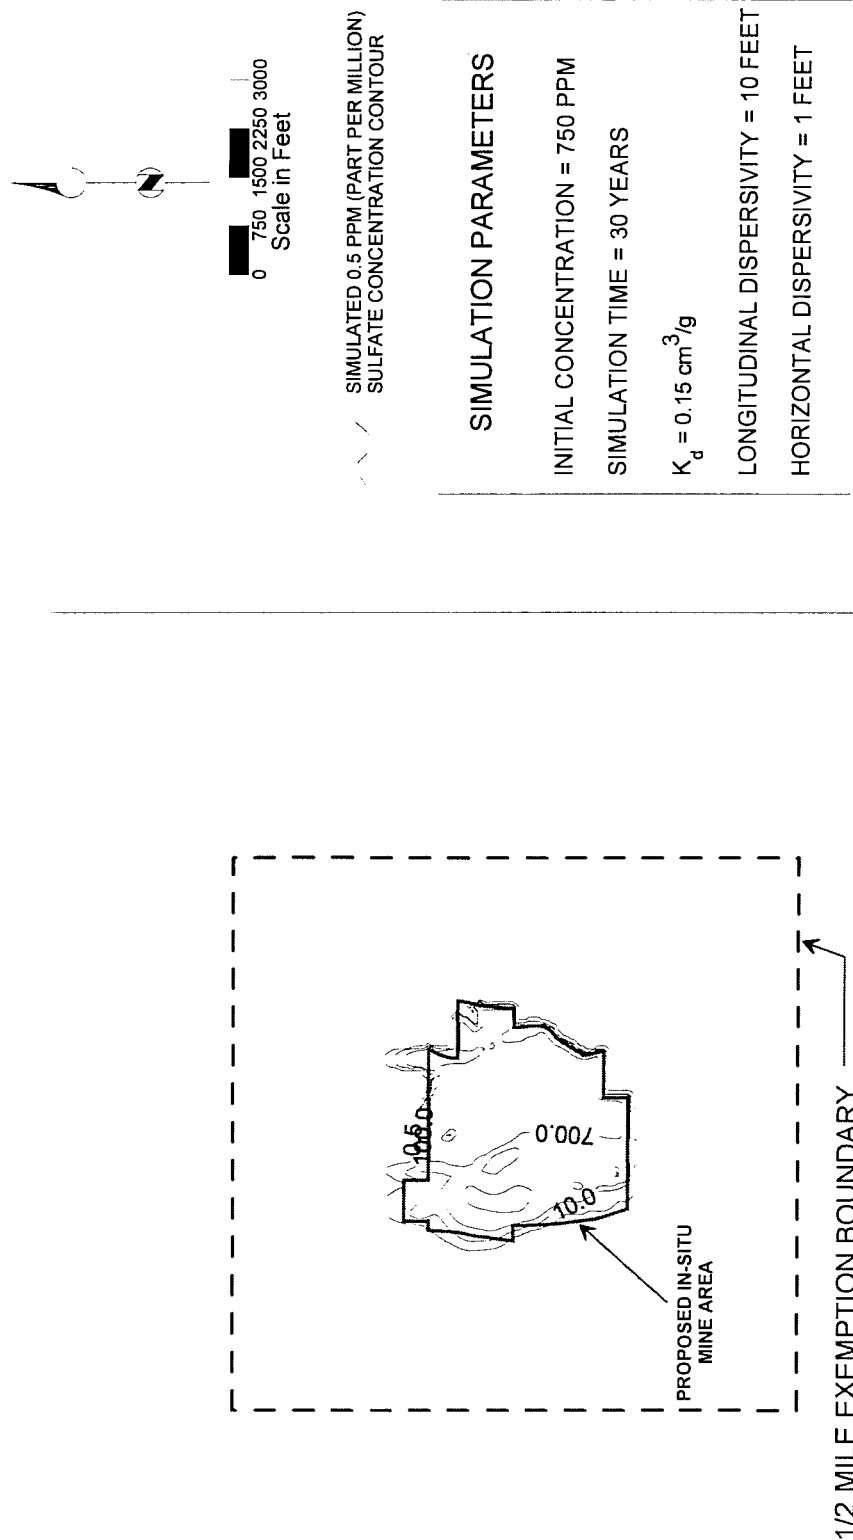 N
0 750 1500 2250 3000
Scale in Feet
SIMULATED 0.5 PPM (PART PER MILLION)
SULFATE CONCENTRATION CONTOUR
SIMULATION PARAMETERS
INITIAL CONCENTRATION = 750 PPM
SIMULATION TIME = 30 YEARS
Kd = 0.15 cm³/g
LONGITUDINAL DISPERSIVITY = 10 FEET
HORIZONTAL DISPERSIVITY = 1 FEET
0.5
100.0
700.0
10.0
PROPOSED IN-SITU
MINE AREA
1/2 MILE EXEMPTION BOUNDARY